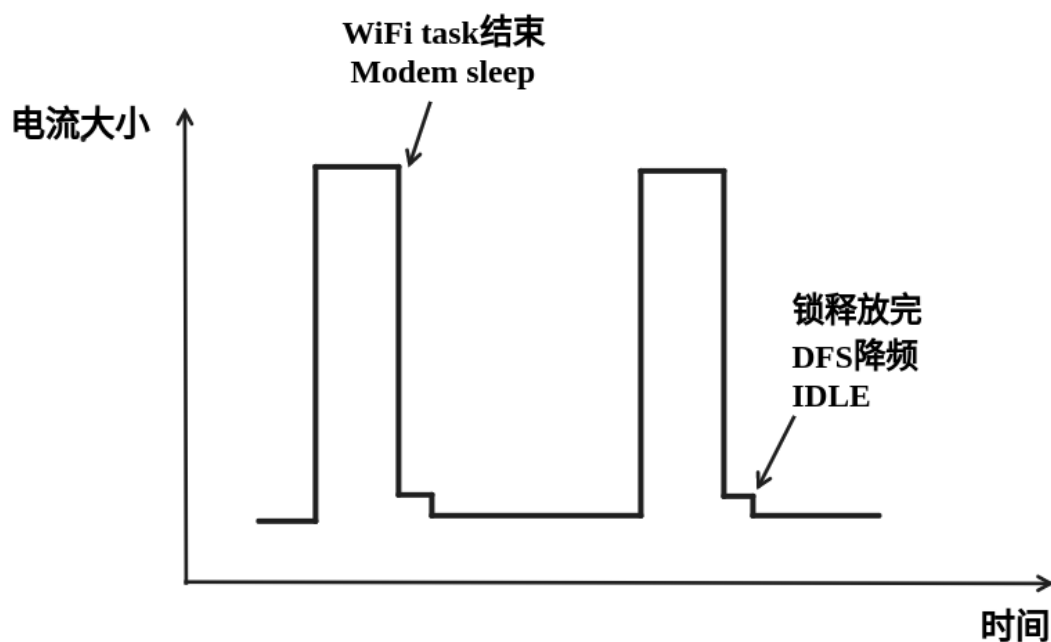 WiFi task结束
Modem sleep
电流大小
锁释放完
DFS降频
IDLE
时间